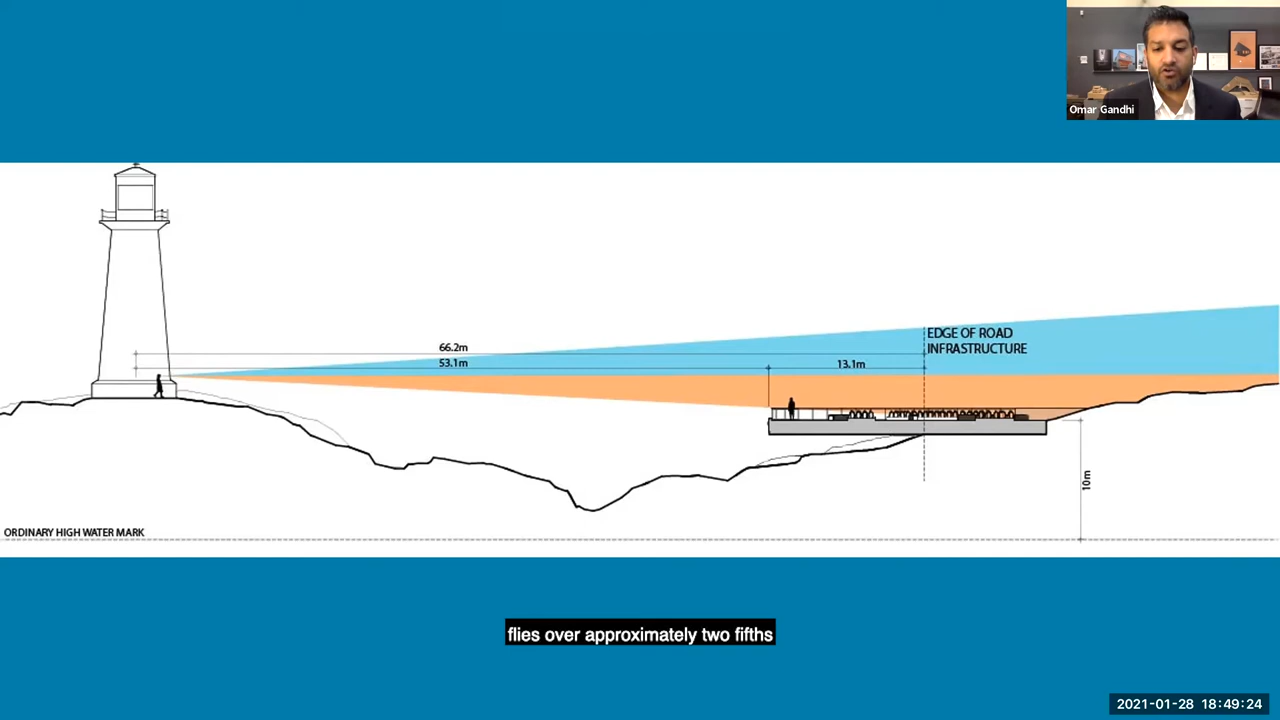 Omar Gandhi
EDGE OF ROAD
INFRASTRUCTURE
66.2m
53.1m
13.1m
10m
ORDINARY HIGH WATER MARK
flies over approximately two fifths
2021-01-28 18:49:24